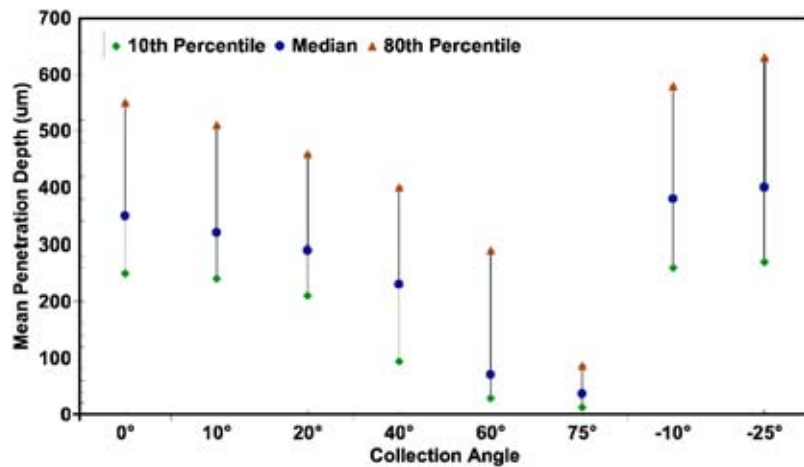 700
600
500
400
300
200
100
0
Mean Penetration Depth (um)
10th Percentile Median 80th Percentile
0° 10° 20° 40° 60° 75° -10° -25°
Collection Angle